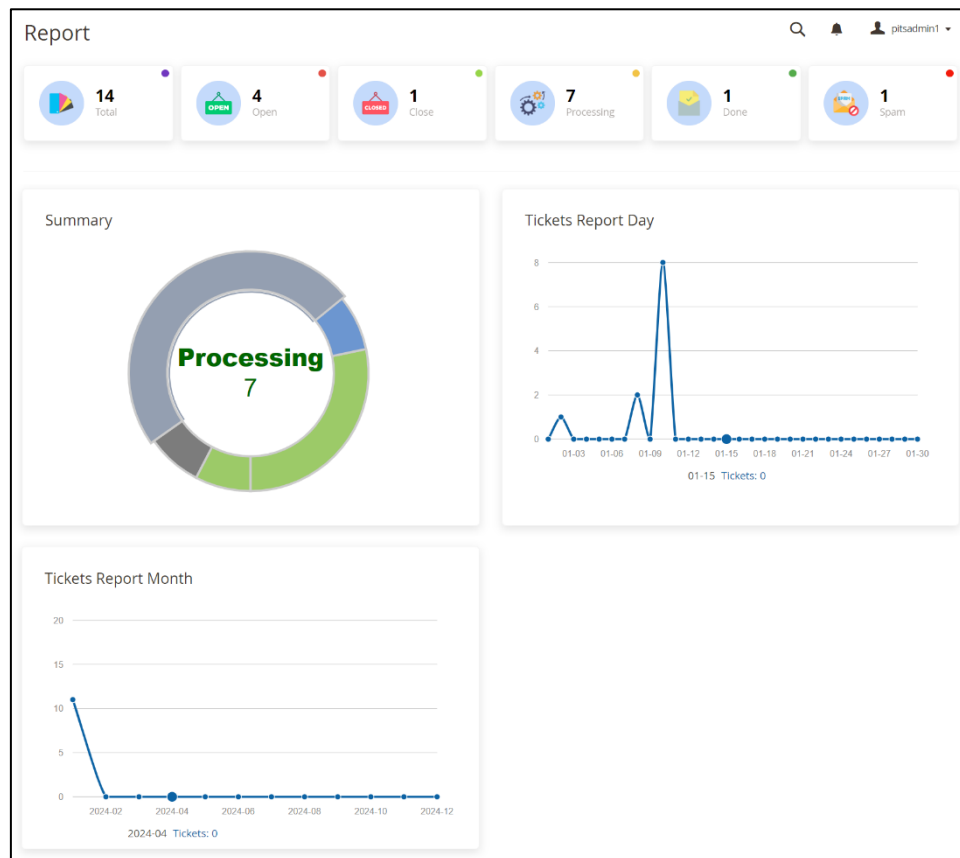 Report
pitsadmin1
14
Total
OPEN
4
Open
CLOSED
1
Close
7
Processing
1
Done
SPAM
1
Spam
Summary
Processing
7
Tickets Report Day
8
6
4
2
0
01-03 01-06 01-09 01-12 01-15 01-18 01-21 01-24 01-27 01-30
01-15 Tickets: 0
Tickets Report Month
20
15
10
5
0
2024-02 2024-04 2024-06 2024-08 2024-10 2024-12
2024-04 Tickets: 0